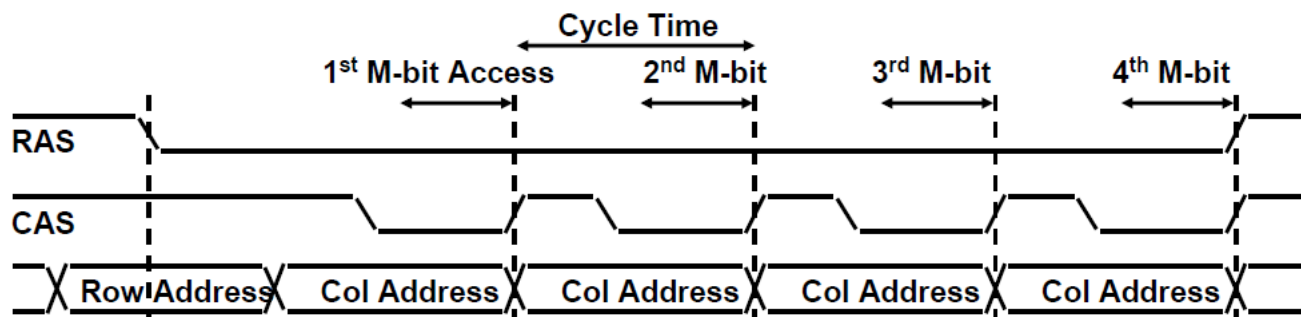 Cycle Time
1st M-bit Access 2nd M-bit 3rd M-bit 4th M-bit
RAS
CAS
Row Address Col Address Col Address Col Address Col Address